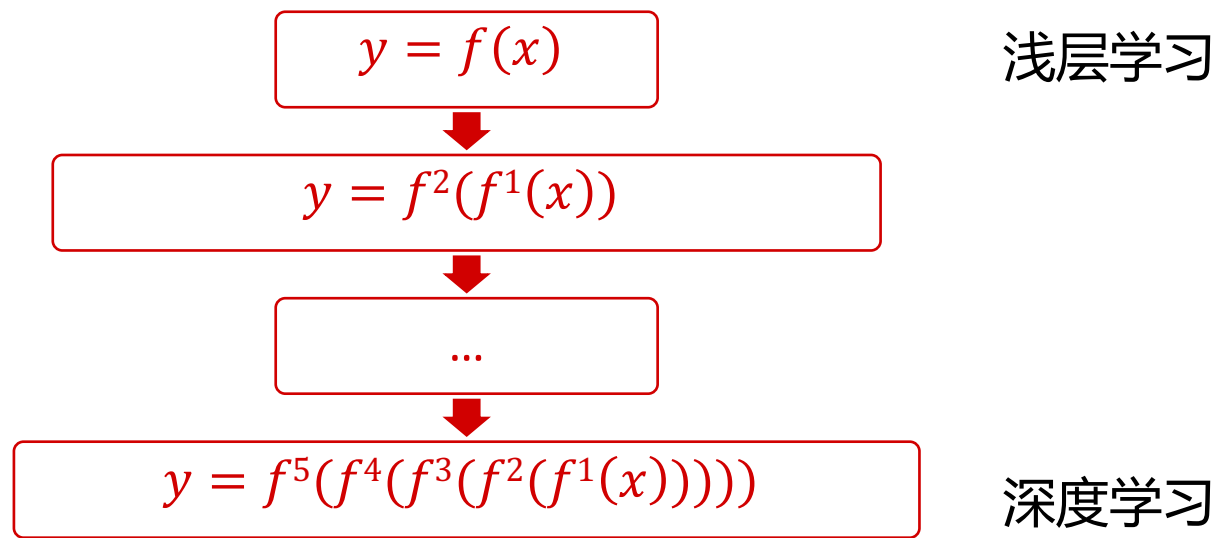 y = f(x) 浅层学习
y = f²(f¹(x))
...
y = f⁵(f⁴(f³(f²(f¹(x))))) 深度学习